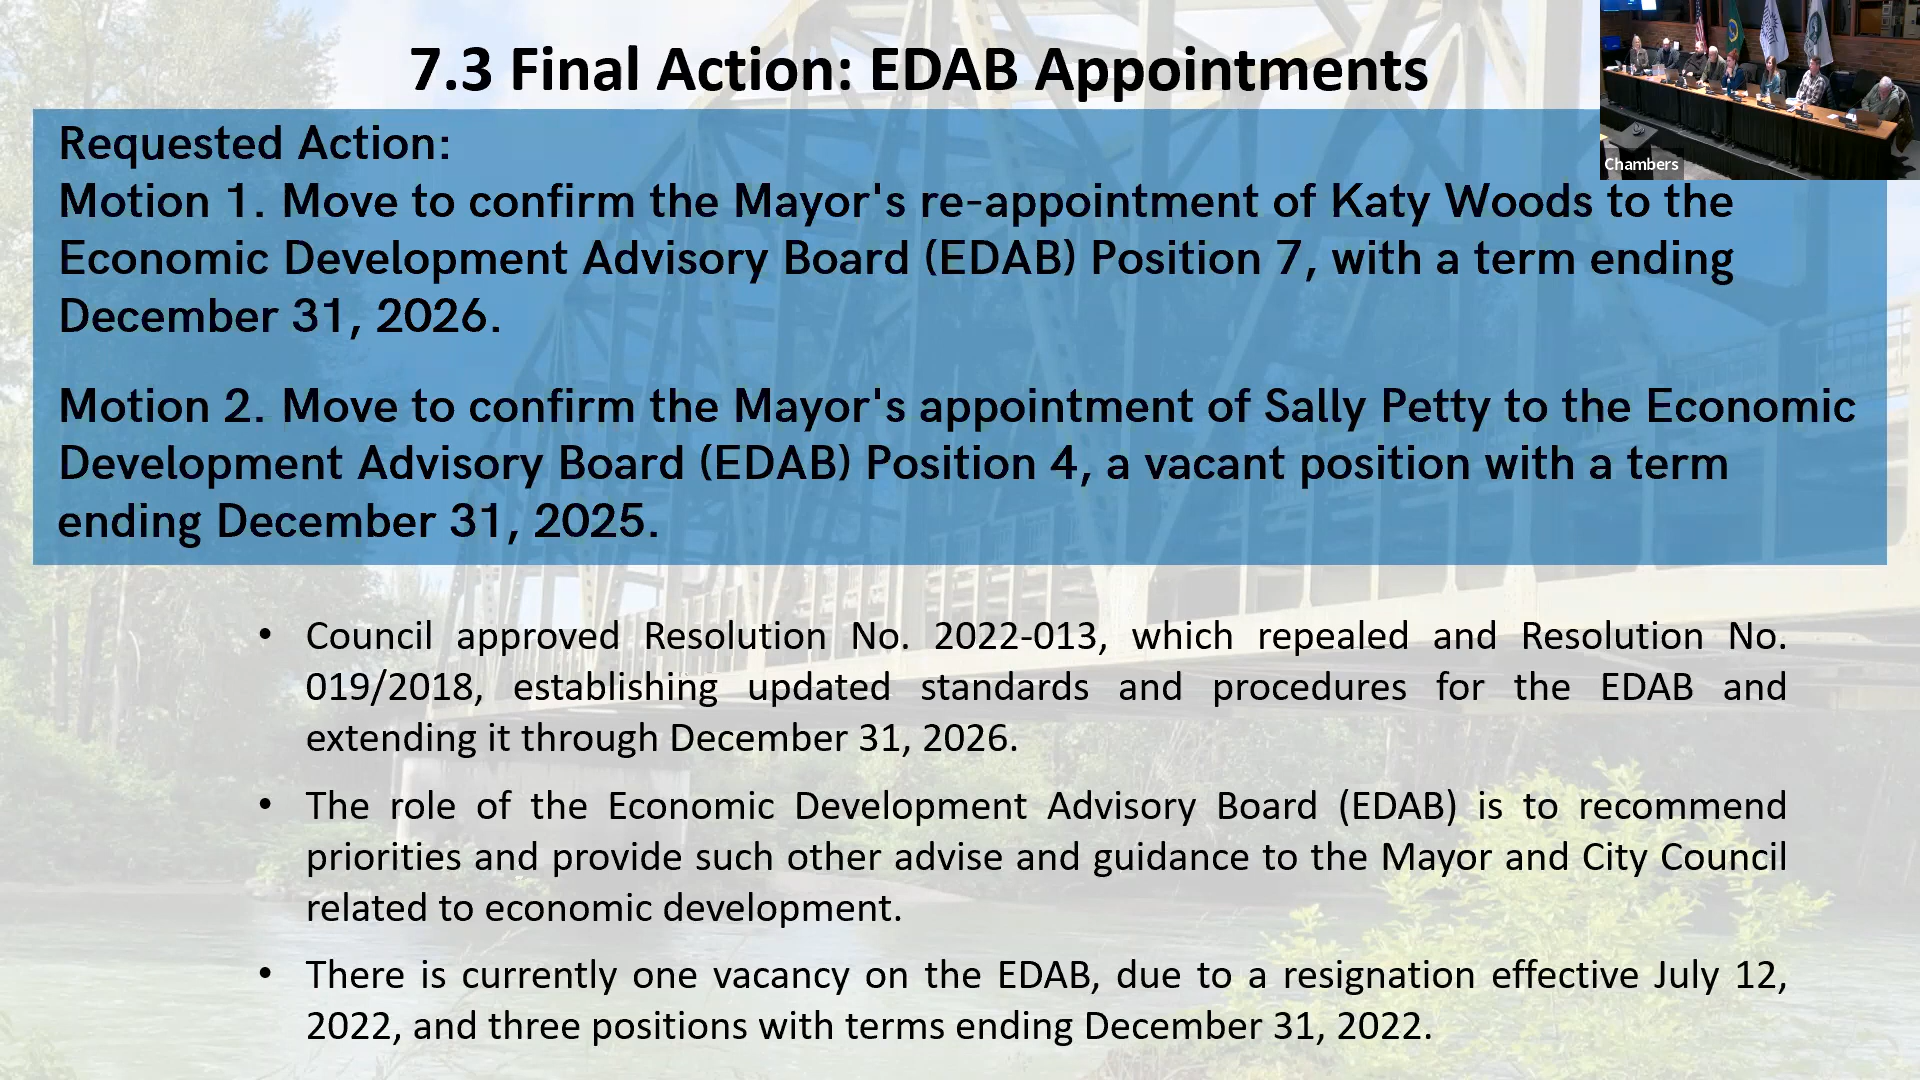 7.3 Final Action: EDAB Appointments
Chambers
Requested Action:
Motion 1. Move to confirm the Mayor's re-appointment of Katy Woods to the
Economic Development Advisory Board (EDAB) Position 7, with a term ending
December 31, 2026.
Motion 2. Move to confirm the Mayor's appointment of Sally Petty to the Economic
Development Advisory Board (EDAB) Position 4, a vacant position with a term
ending December 31, 2025.
• Council approved Resolution No. 2022-013, which repealed and Resolution No.
019/2018, establishing updated standards and procedures for the EDAB and
extending it through December 31, 2026.
• The role of the Economic Development Advisory Board (EDAB) is to recommend
priorities and provide such other advise and guidance to the Mayor and City Council
related to economic development.
• There is currently one vacancy on the EDAB, due to a resignation effective July 12,
2022, and three positions with terms ending December 31, 2022.